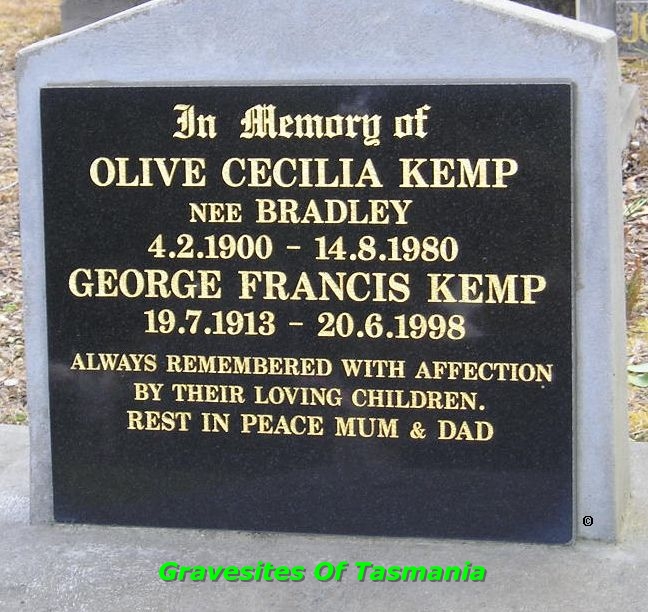 In Memory of
OLIVE CECILIA KEMP
NEE BRADLEY
4.2.1900 - 14.8.1980
GEORGE FRANCIS KEMP
19.7.1913 - 20.6.1998
ALWAYS REMEMBERED WITH AFFECTION
BY THEIR LOVING CHILDREN.
REST IN PEACE MUM & DAD
©
Gravesites Of Tasmania